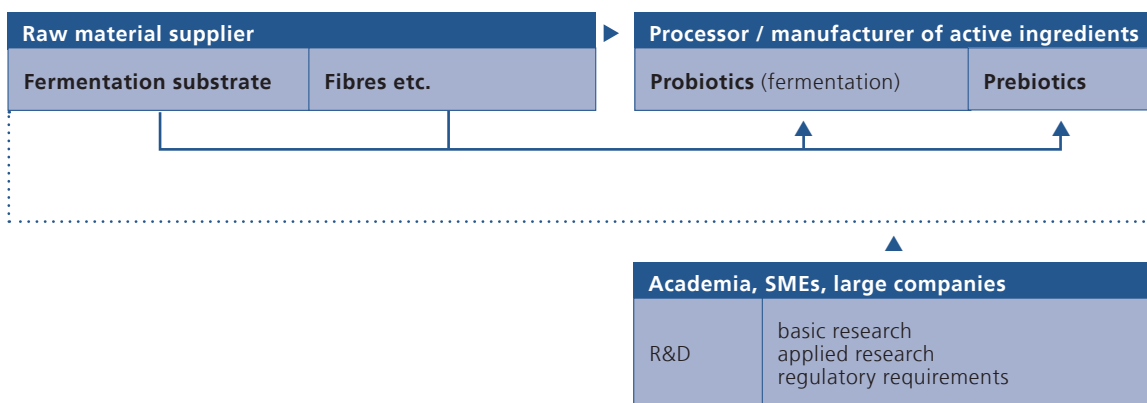 Raw material supplier
Processor / manufacturer of active ingredients
Fermentation substrate
Fibres etc.
Probiotics (fermentation)
Prebiotics
Academia, SMEs, large companies
R&D
basic research
applied research
regulatory requirements